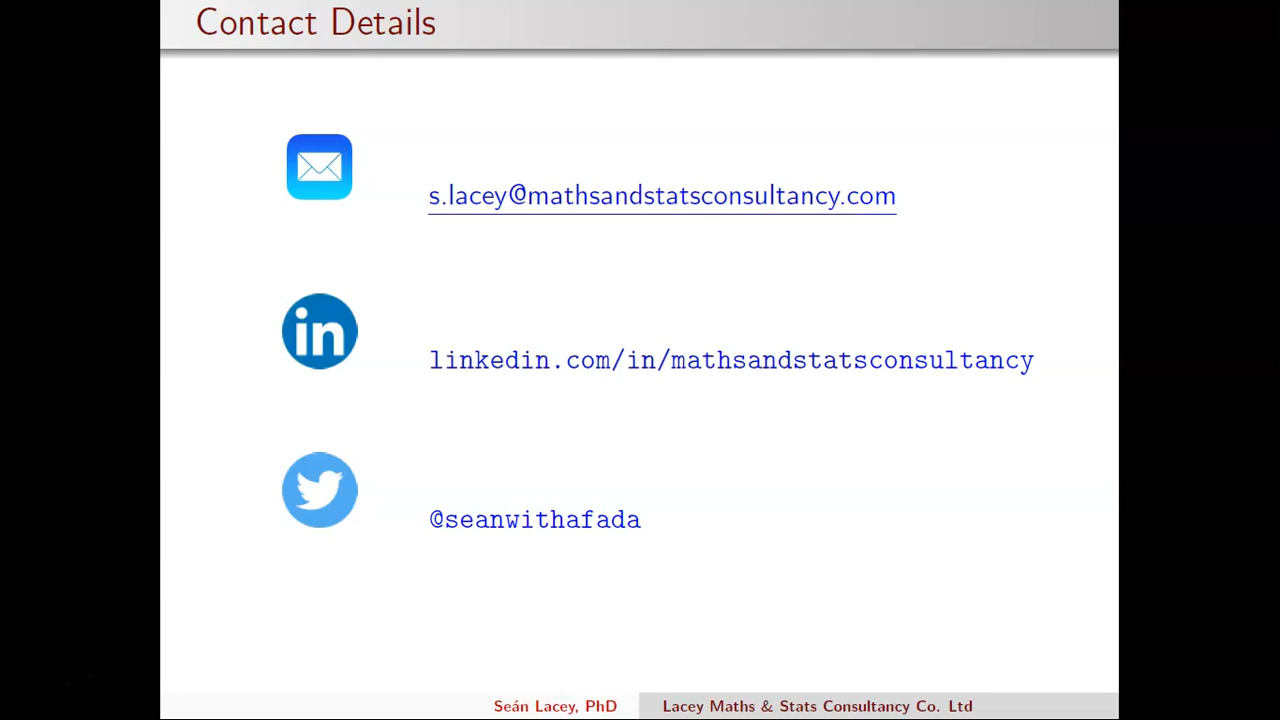 Contact Details
s.lacey@mathsandstatsconsultancy.com
in
linkedin.com/in/mathsandstatsconsultancy
@seanwithafada
Seán Lacey, PhD Lacey Maths & Stats Consultancy Co. Ltd